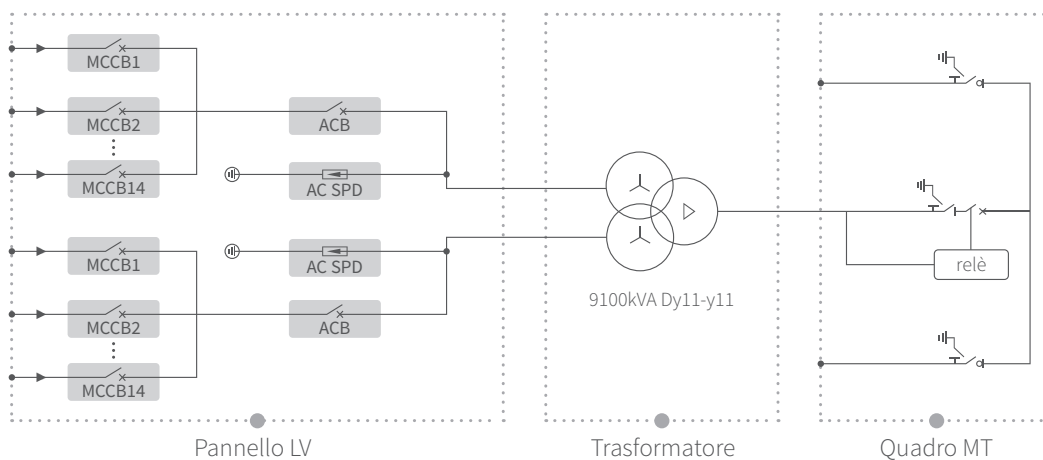 MCCB1
MCCB2
ACB
MCCB14
AC SPD
MCCB1
AC SPD
relè
9100kVA Dy11-y11
MCCB2
ACB
MCCB14
Pannello LV
Trasformatore
Quadro MT